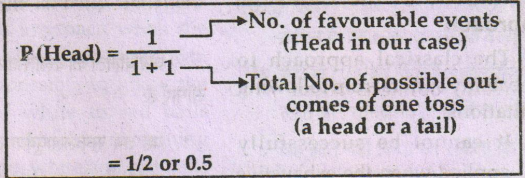 No. of favourable events
(Head in our case)
P (Head) = 1 / 1 + 1
Total No. of possible out-
comes of one toss
(a head or a tail)
= 1/2 or 0.5